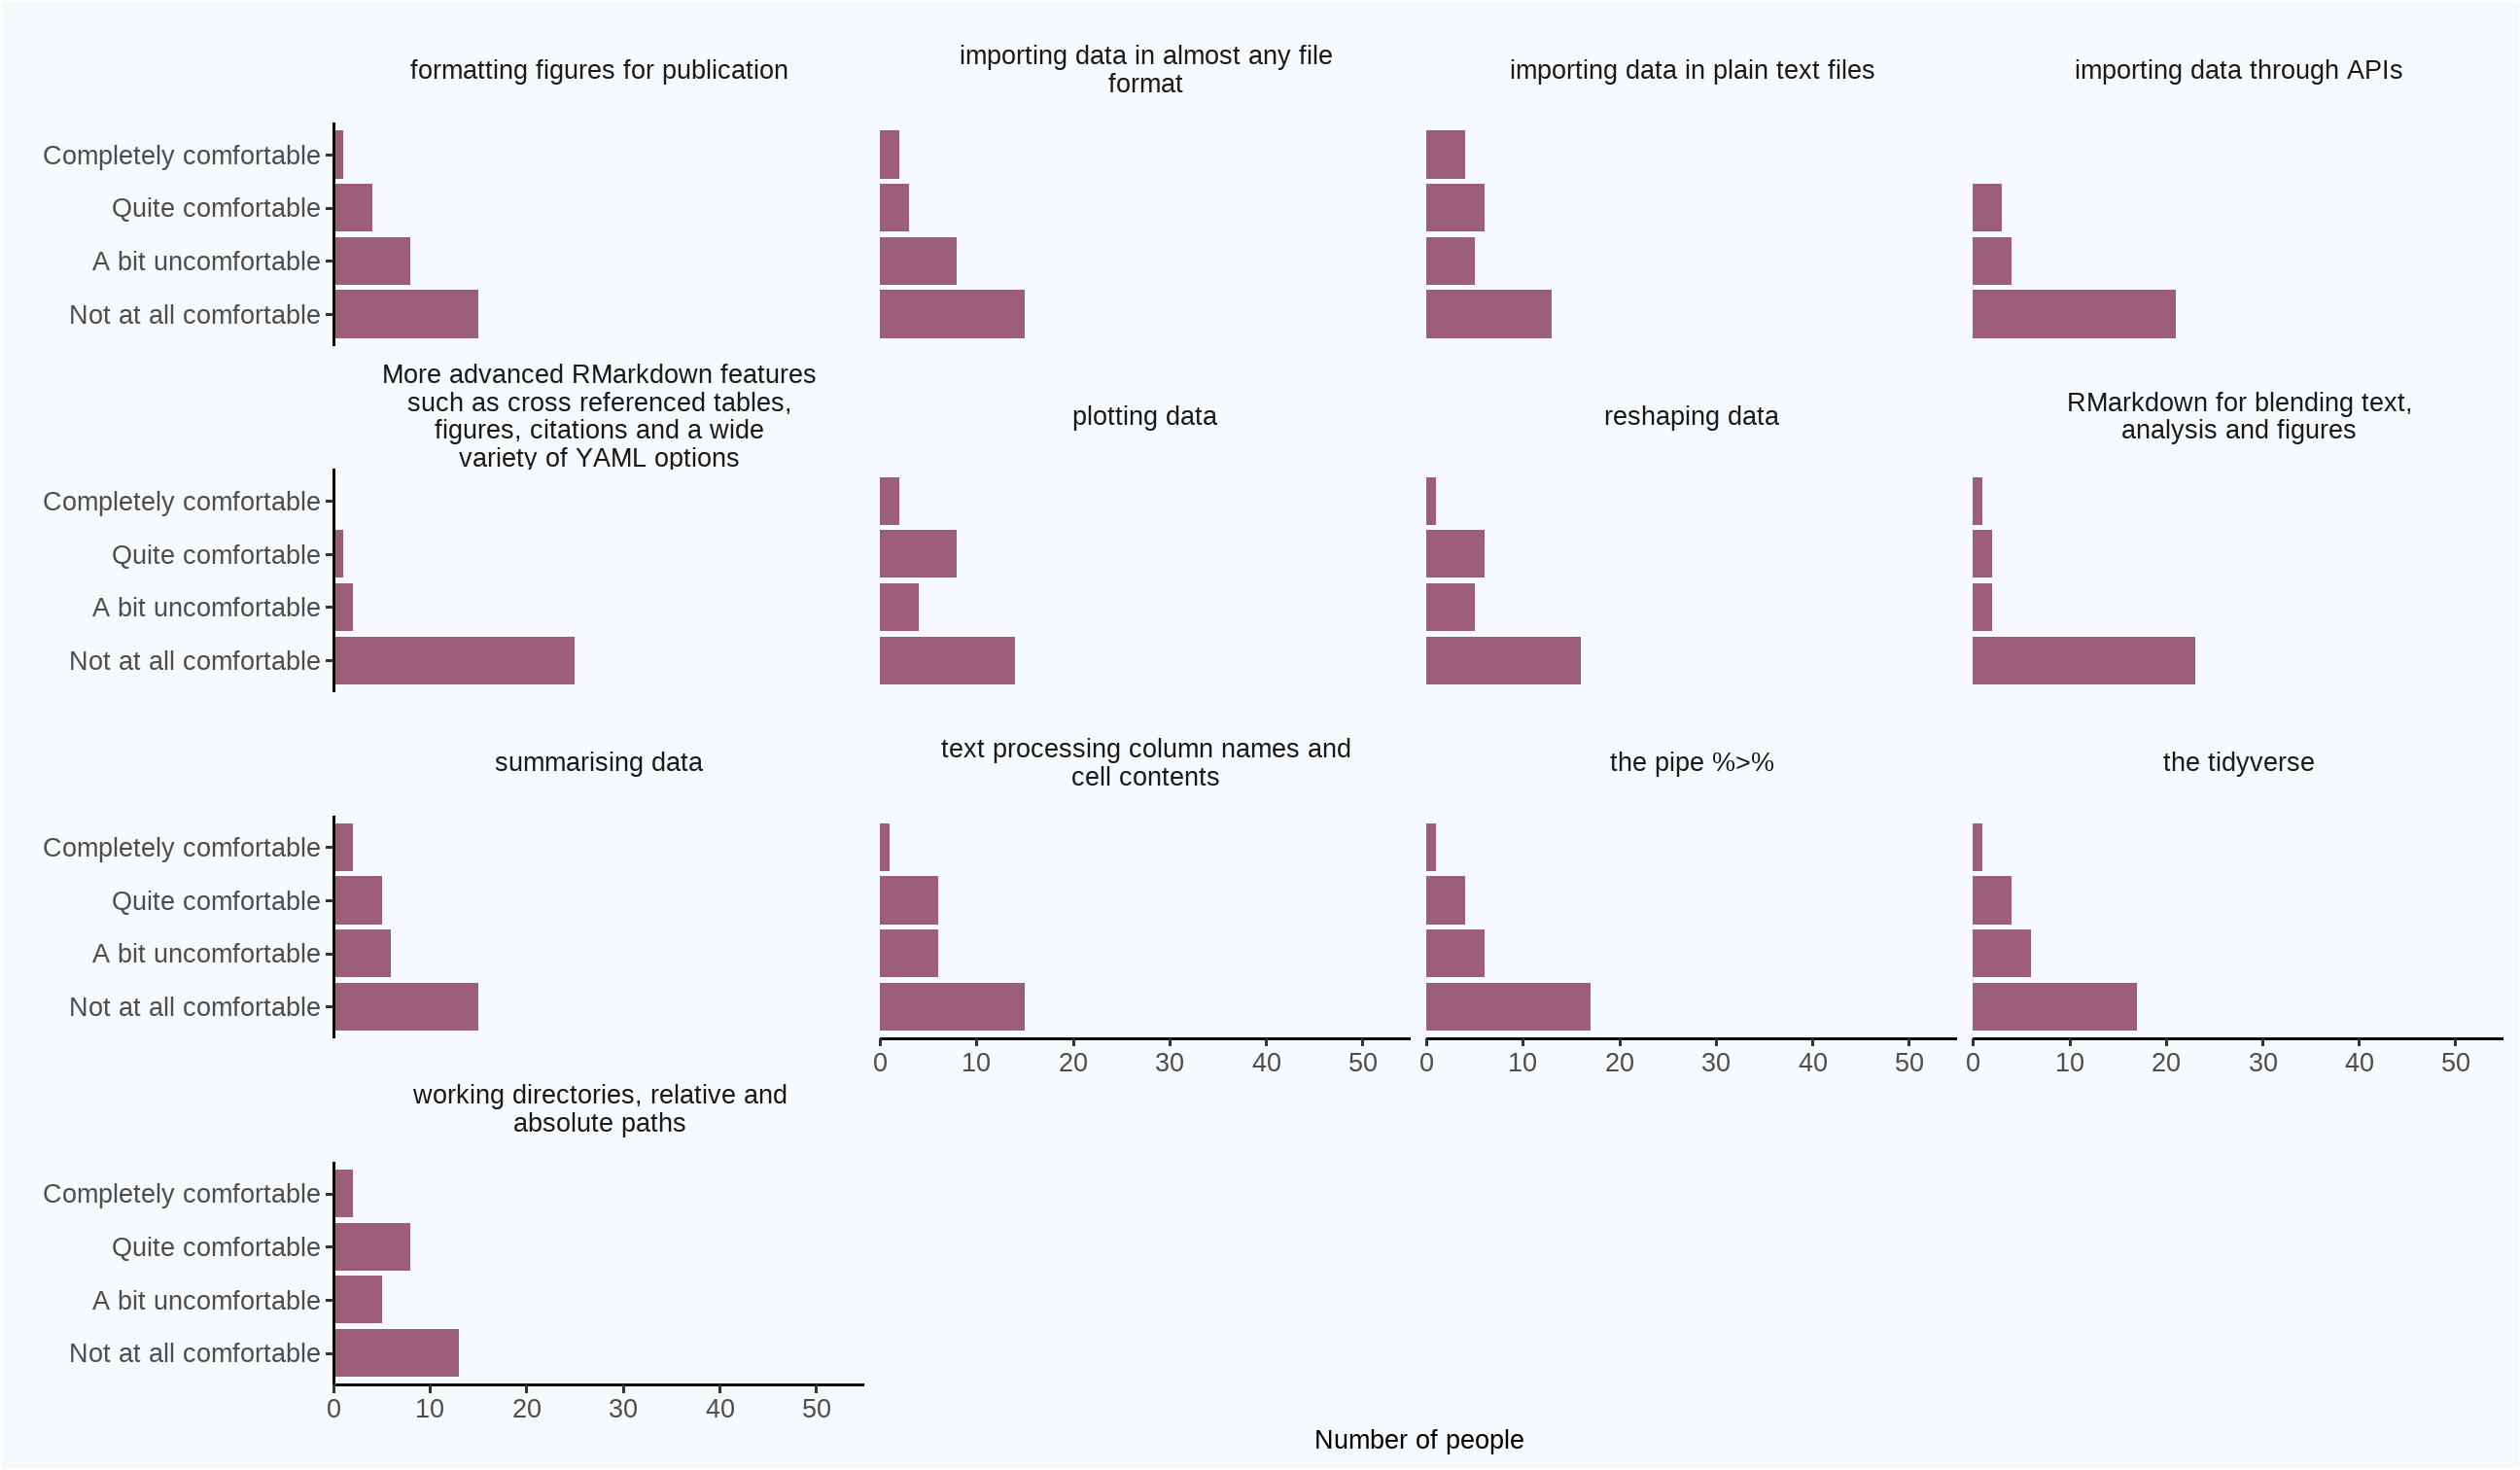 formatting figures for publication
importing data in almost any file
format
importing data in plain text files
importing data through APIs
Completely comfortable
Quite comfortable
A bit uncomfortable
Not at all comfortable
More advanced RMarkdown features
such as cross referenced tables,
figures, citations and a wide
variety of YAML options
plotting data
reshaping data
RMarkdown for blending text,
analysis and figures
Completely comfortable
Quite comfortable
A bit uncomfortable
Not at all comfortable
summarising data
text processing column names and
cell contents
the pipe %>%
the tidyverse
Completely comfortable
Quite comfortable
A bit uncomfortable
Not at all comfortable
0 10 20 30 40 50
0 10 20 30 40 50
0 10 20 30 40 50
working directories, relative and
absolute paths
Completely comfortable
Quite comfortable
A bit uncomfortable
Not at all comfortable
0 10 20 30 40 50
Number of people